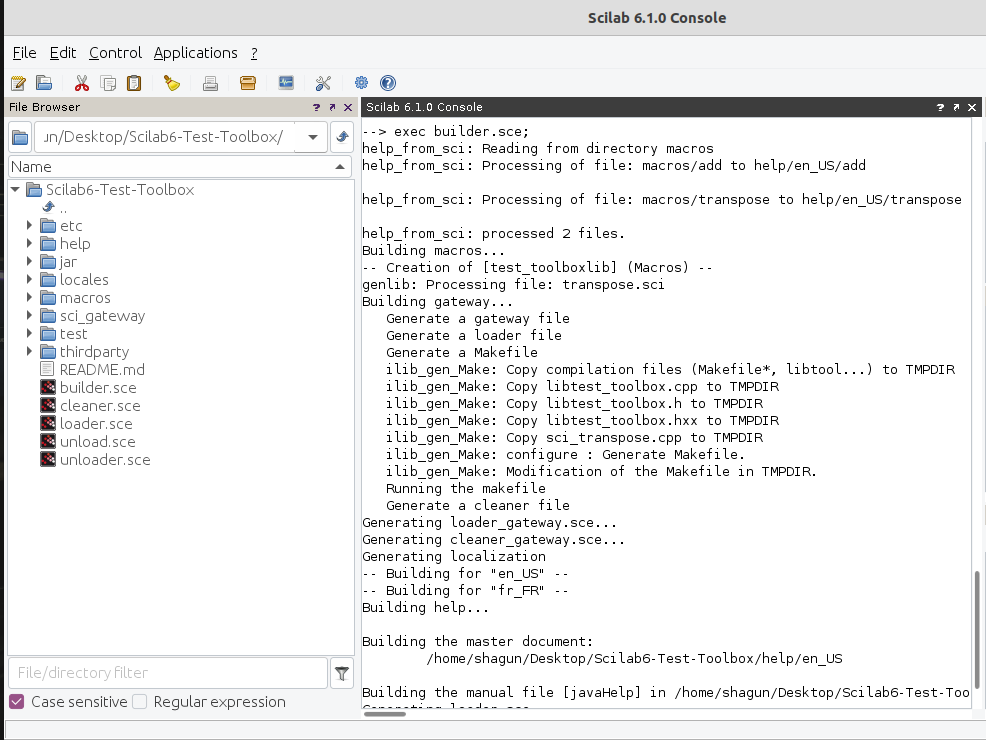 Scilab 6.1.0 Console
File Edit Control Applications ?
File Browser ? ↗ X
ın/Desktop/Scilab6-Test-Toolbox/
Name
Scilab6-Test-Toolbox
..
etc
help
jar
locales
macros
sci_gateway
test
thirdparty
README.md
builder.sce
cleaner.sce
loader.sce
unload.sce
unloader.sce
File/directory filter
Case sensitive Regular expression
Scilab 6.1.0 Console ? ↗ X
--> exec builder.sce;
help_from_sci: Reading from directory macros
help_from_sci: Processing of file: macros/add to help/en_US/add
help_from_sci: Processing of file: macros/transpose to help/en_US/transpose
help_from_sci: processed 2 files.
Building macros...
-- Creation of [test_toolboxlib] (Macros) --
genlib: Processing file: transpose.sci
Building gateway...
Generate a gateway file
Generate a loader file
Generate a Makefile
ilib_gen_Make: Copy compilation files (Makefile*, libtool...) to TMPDIR
ilib_gen_Make: Copy libtest_toolbox.cpp to TMPDIR
ilib_gen_Make: Copy libtest_toolbox.h to TMPDIR
ilib_gen_Make: Copy libtest_toolbox.hxx to TMPDIR
ilib_gen_Make: Copy sci_transpose.cpp to TMPDIR
ilib_gen_Make: configure : Generate Makefile.
ilib_gen_Make: Modification of the Makefile in TMPDIR.
Running the makefile
Generate a cleaner file
Generating loader_gateway.sce...
Generating cleaner_gateway.sce...
Generating localization
-- Building for "en_US" --
-- Building for "fr_FR" --
Building help...
Building the master document:
/home/shagun/Desktop/Scilab6-Test-Toolbox/help/en_US
Building the manual file [javaHelp] in /home/shagun/Desktop/Scilab6-Test-Too